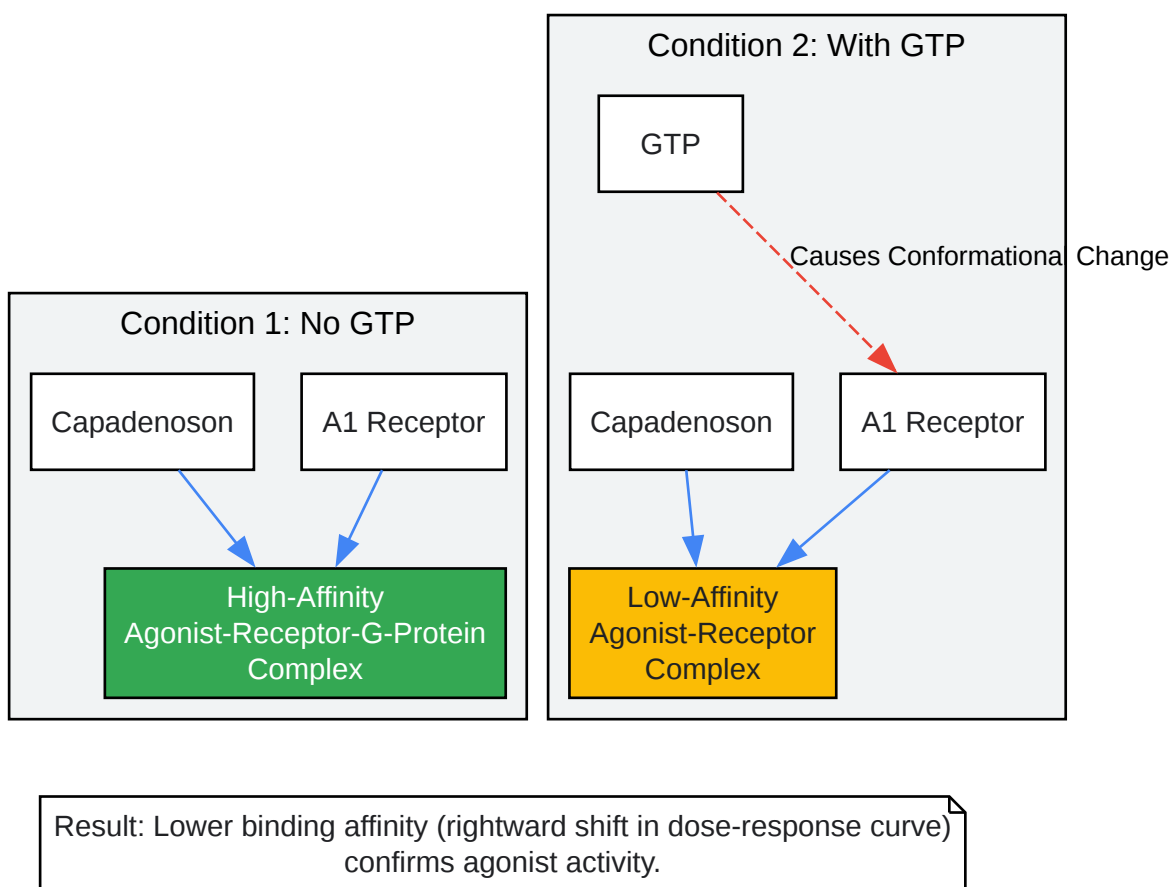 Condition 2: With GTP
GTP
Causes Conformational Change
Condition 1: No GTP
Capadenoson
A1 Receptor
Capadenoson
A1 Receptor
High-Affinity
Agonist-Receptor-G-Protein
Complex
Low-Affinity
Agonist-Receptor
Complex
Result: Lower binding affinity (rightward shift in dose-response curve)
confirms agonist activity.